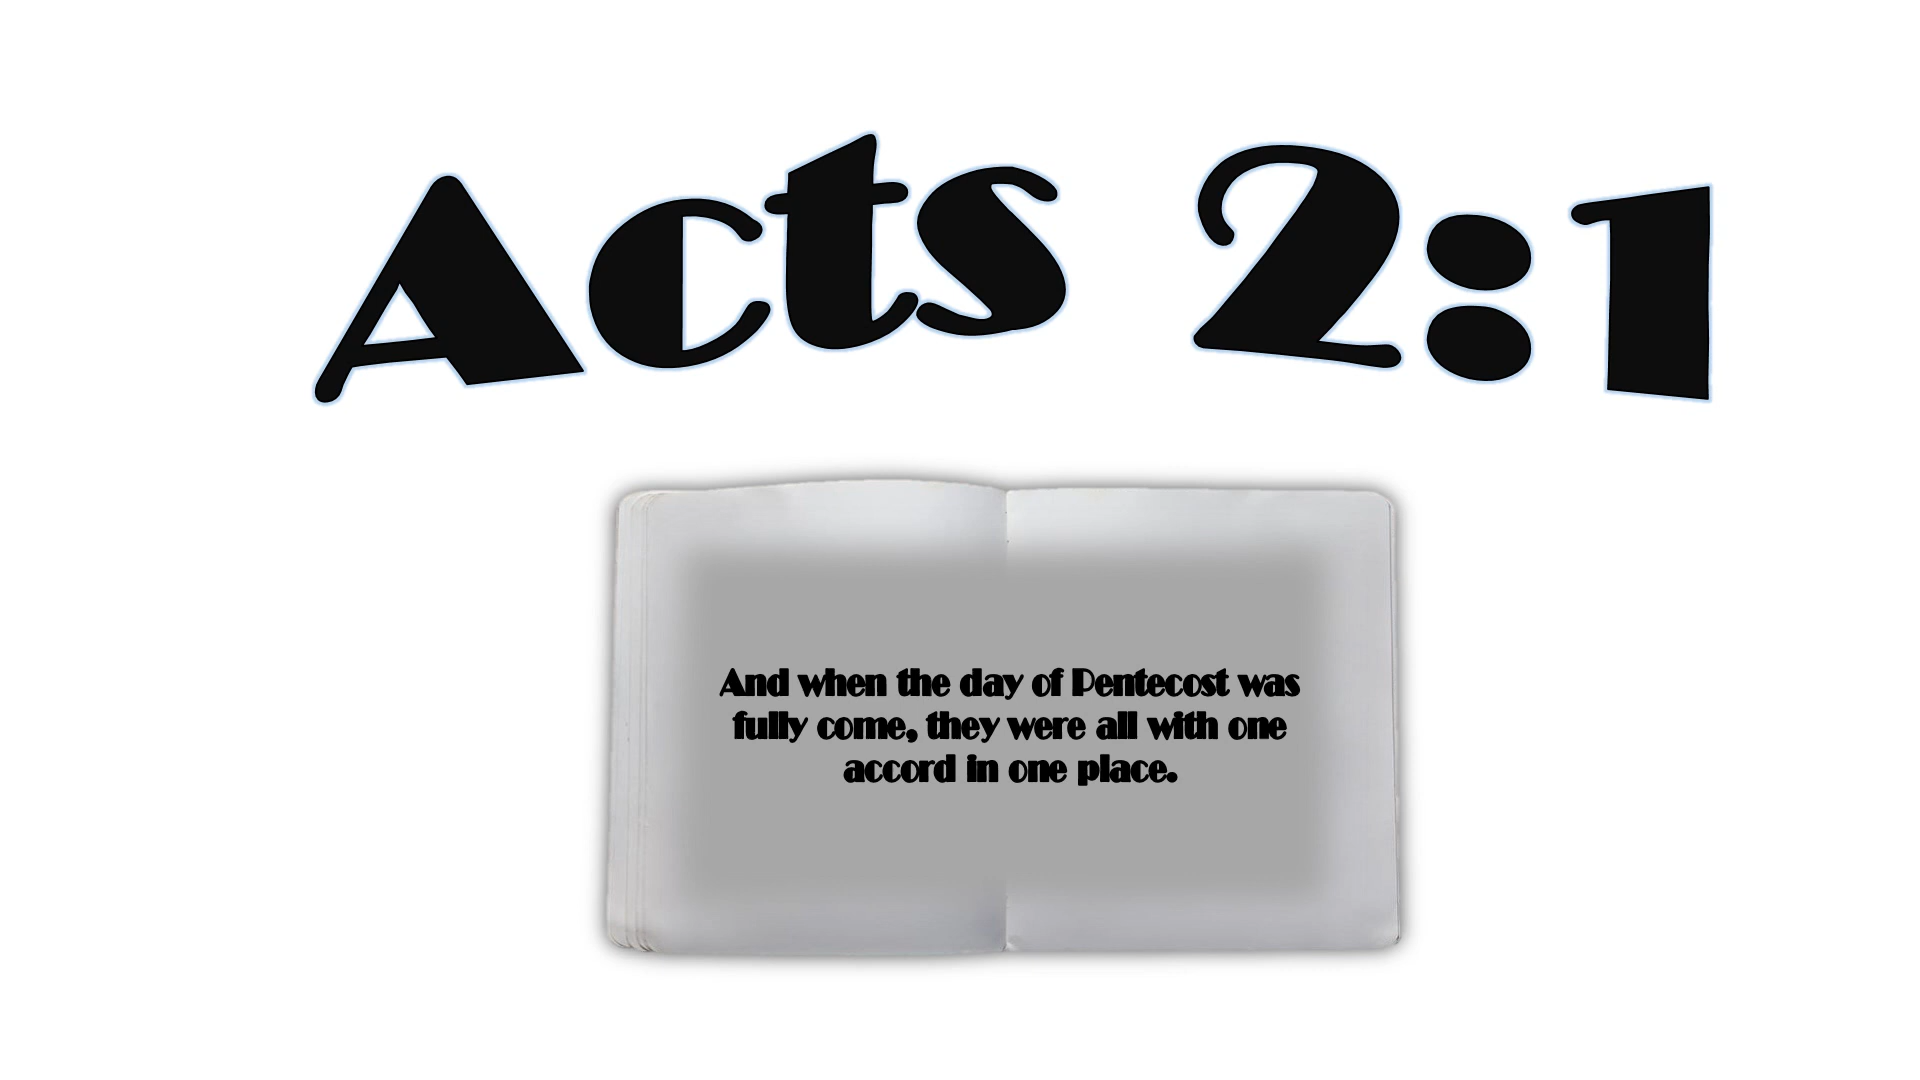 Acts 2:1
And when the day of Pentecost was
fully come, they were all with one
accord in one place.